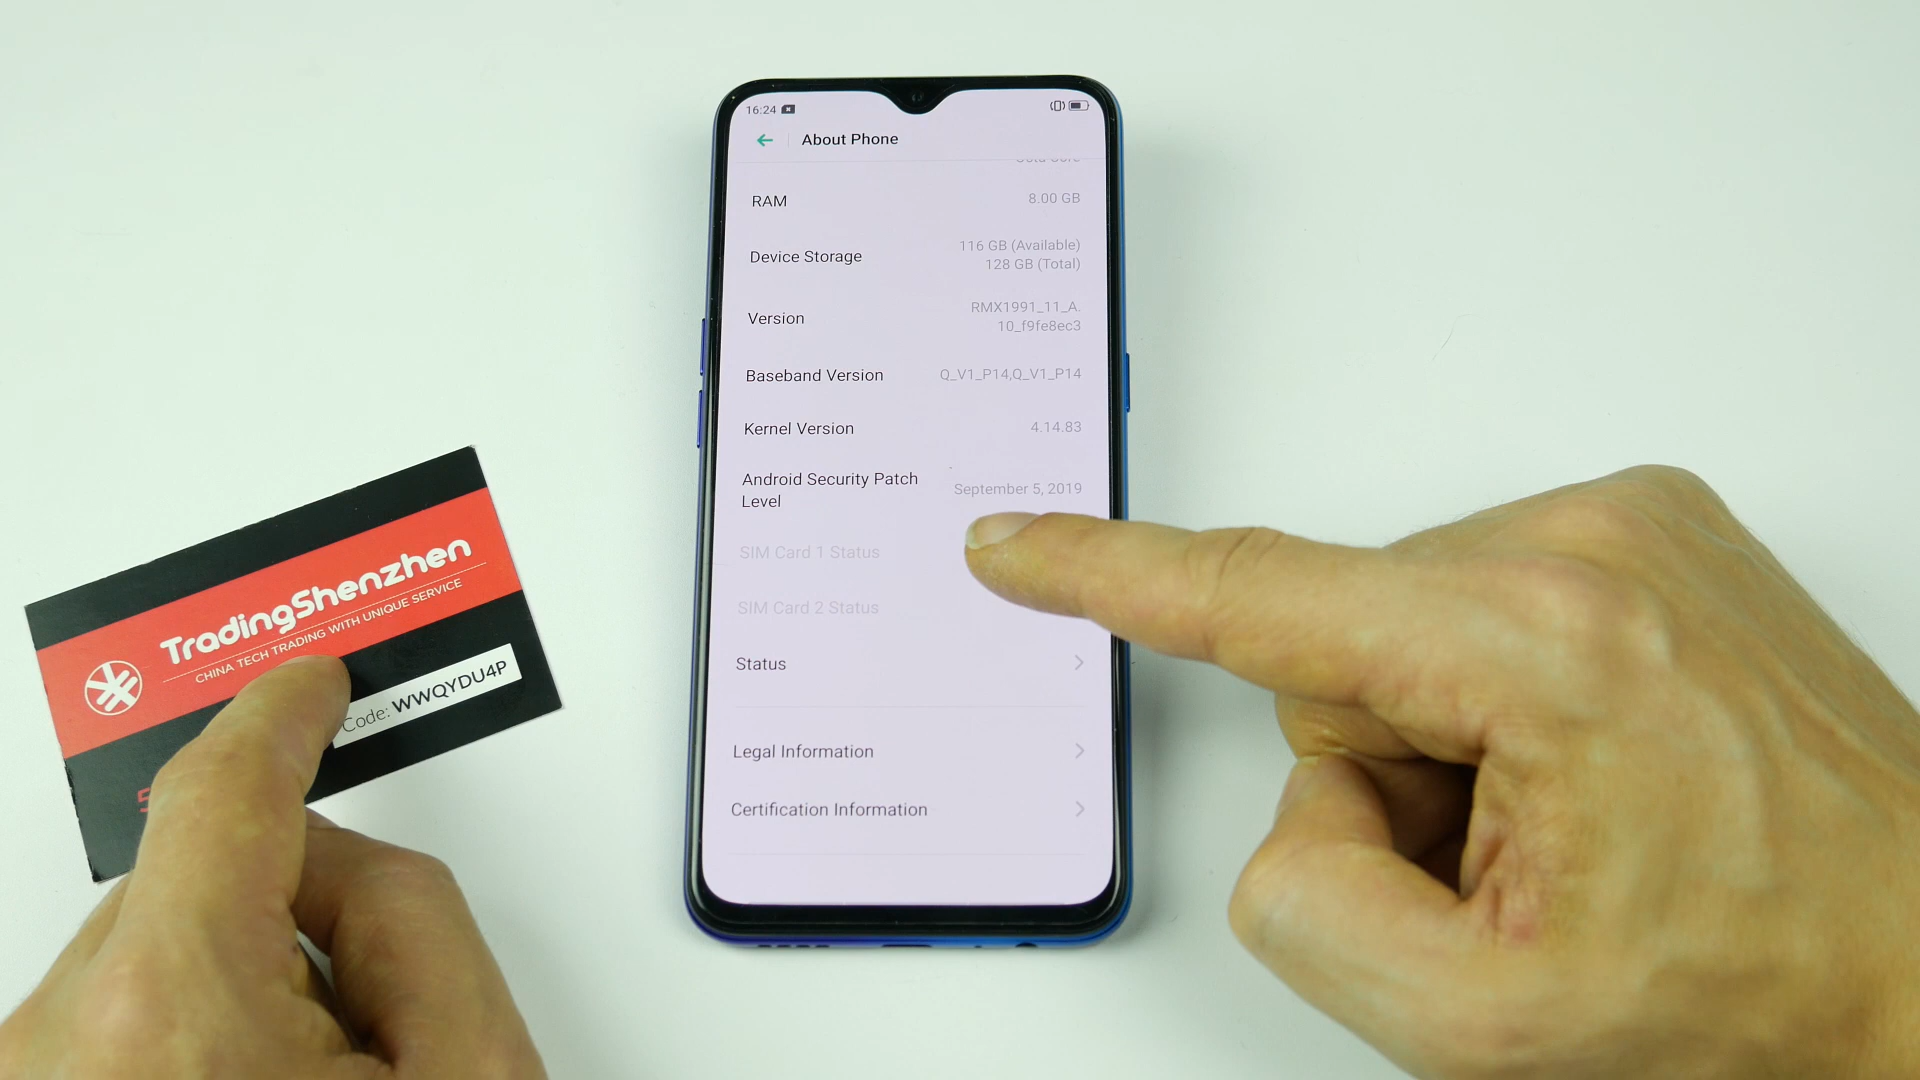 16:24
About Phone
RAM
8.00 GB
Device Storage
116 GB (Available)
128 GB (Total)
Version
RMX1991_11_A.
10_f9fe8ec3
Baseband Version
Q_V1_P14,Q_V1_P14
Kernel Version
4.14.83
Android Security Patch
Level
September 5, 2019
SIM Card 1 Status
SIM Card 2 Status
Status
Legal Information
Certification Information
TradingShenzhen
CHINA TECH TRADING WITH UNIQUE SERVICE
Code: WWQYDU4P